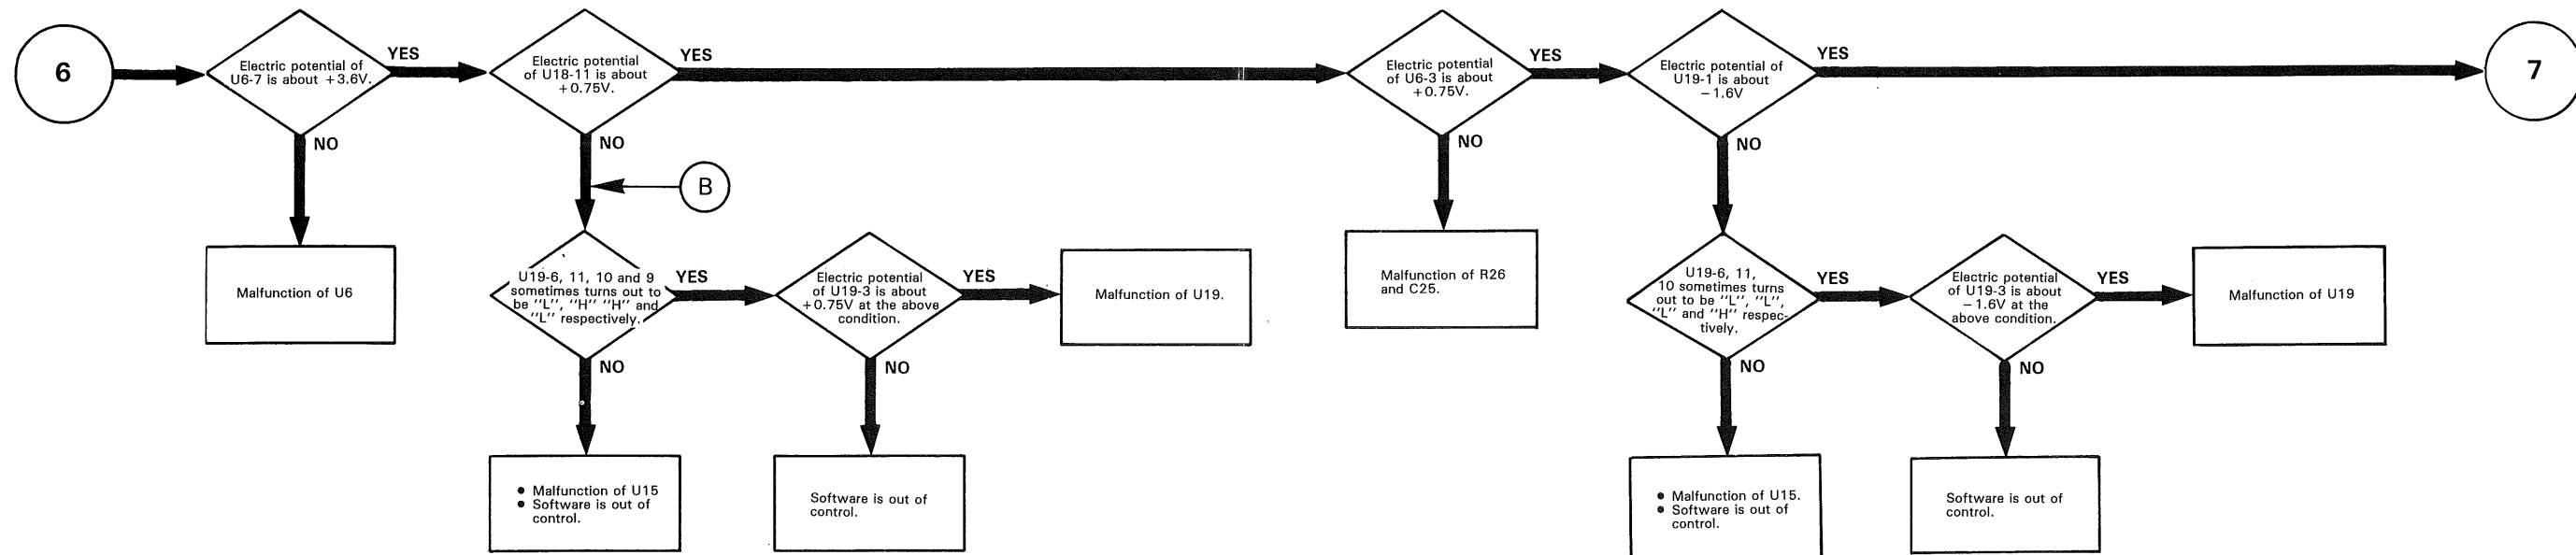 6
Electric potential of
U6-7 is about +3.6V.
YES
NO
Malfunction of U6
Electric potential
of U18-11 is about
+0.75V.
YES
NO
B
U19-6, 11, 10 and 9
sometimes turns out to
be "L", "H" "H" and
"L" respectively.
YES
NO
Electric potential
of U19-3 is about
+0.75V at the above
condition.
YES
NO
Malfunction of U19.
• Malfunction of U15
• Software is out of
control.
Software is out of
control.
Electric potential
of U6-3 is about
+0.75V.
YES
NO
Malfunction of R26
and C25.
Electric potential of
U19-1 is about
−1.6V
YES
NO
7
U19-6, 11,
10 sometimes turns
out to be "L", "L",
"L" and "H" respec-
tively.
YES
NO
Electric potential
of U19-3 is about
−1.6V at the
above condition.
YES
NO
Malfunction of U19
• Malfunction of U15.
• Software is out of
control.
Software is out of
control.